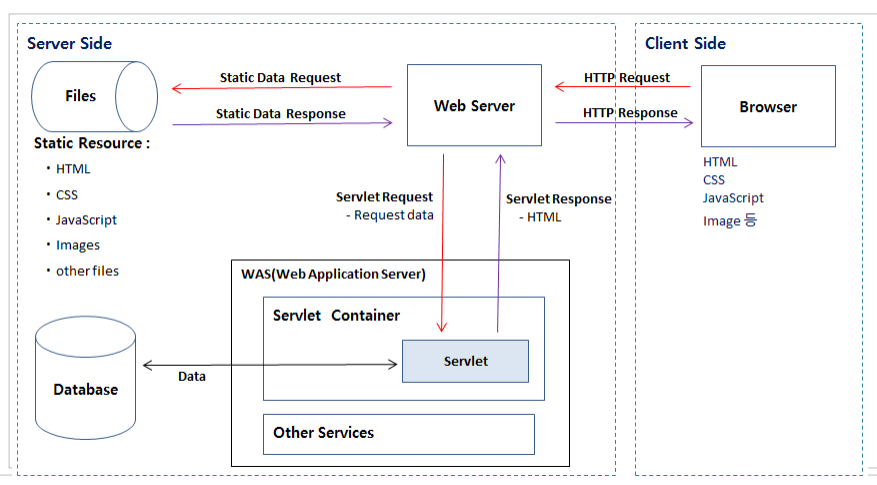 Server Side
Client Side
Files
Static Data Request
Static Data Response
Web Server
HTTP Request
HTTP Response
Browser
Static Resource :
・ HTML
・ CSS
・ JavaScript
・ Images
・ other files
HTML
CSS
JavaScript
Image 등
Servlet Request
- Request data
Servlet Response
- HTML
WAS(Web Application Server)
Servlet Container
Servlet
Database
Data
Other Services